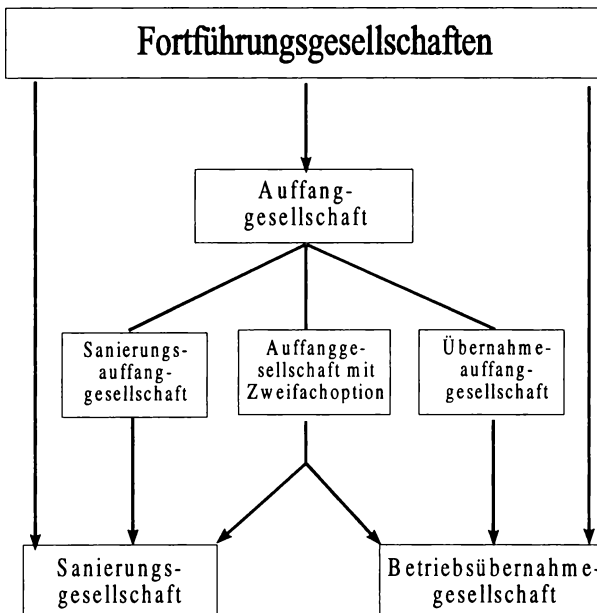 Fortführungsgesellschaften
Auffang-
gesellschaft
Sanierungs-
auffang-
gesellschaft
Auffangge-
sellschaft mit
Zweifachoption
Übernahme-
auffang-
gesellschaft
Sanierungs-
gesellschaft
Betriebsübernahme-
gesellschaft